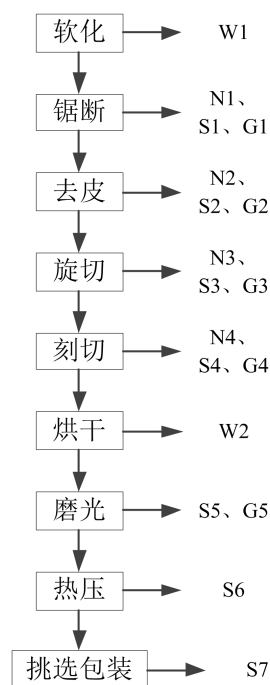 软化
W1
锯断
N1、
S1、G1
去皮
N2、
S2、G2
旋切
N3、
S3、G3
刻切
N4、
S4、G4
烘干
W2
磨光
S5、G5
热压
S6
挑选包装
S7